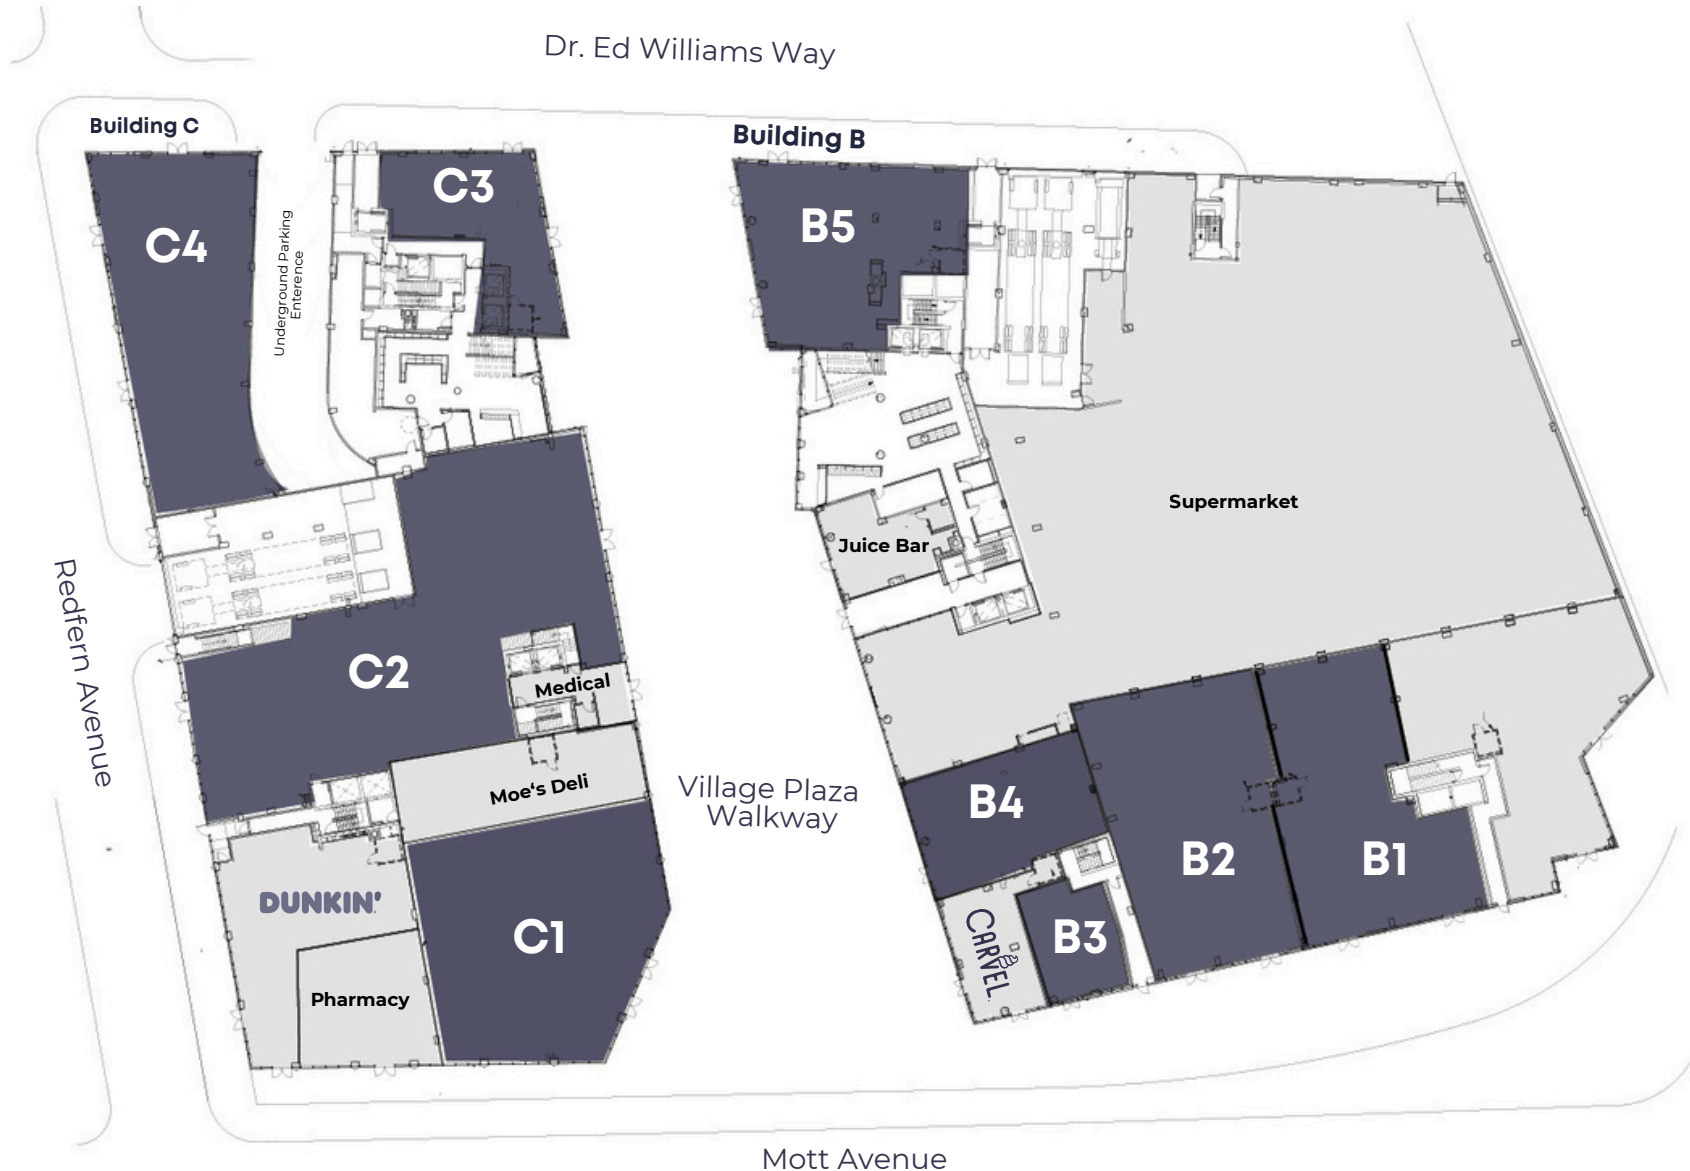 Dr. Ed Williams Way
Building C
Building B
C4
C3
B5
Underground Parking
Enterence
Supermarket
Juice Bar
Redfern Avenue
C2
Medical
Moe's Deli
Village Plaza
Walkway
B4
B2
B1
DUNKIN'
C1
CARVEL
B3
Pharmacy
Mott Avenue